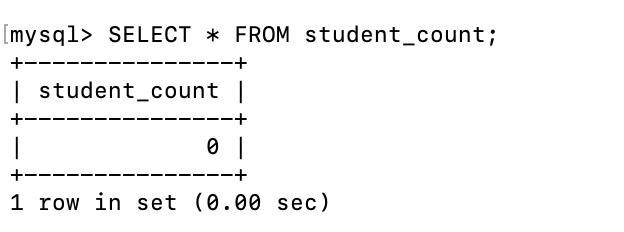 [mysql> SELECT * FROM student_count;
+---------------+
| student_count |
+---------------+
|             0 |
+---------------+
1 row in set (0.00 sec)